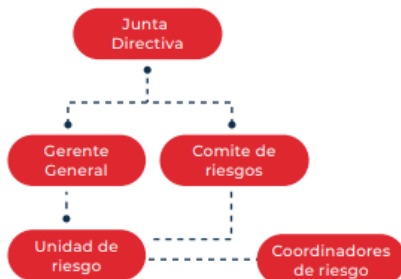 Junta
Directiva
Gerente
General
Comite de
riesgos
Unidad de
riesgo
Coordinadores
de riesgo